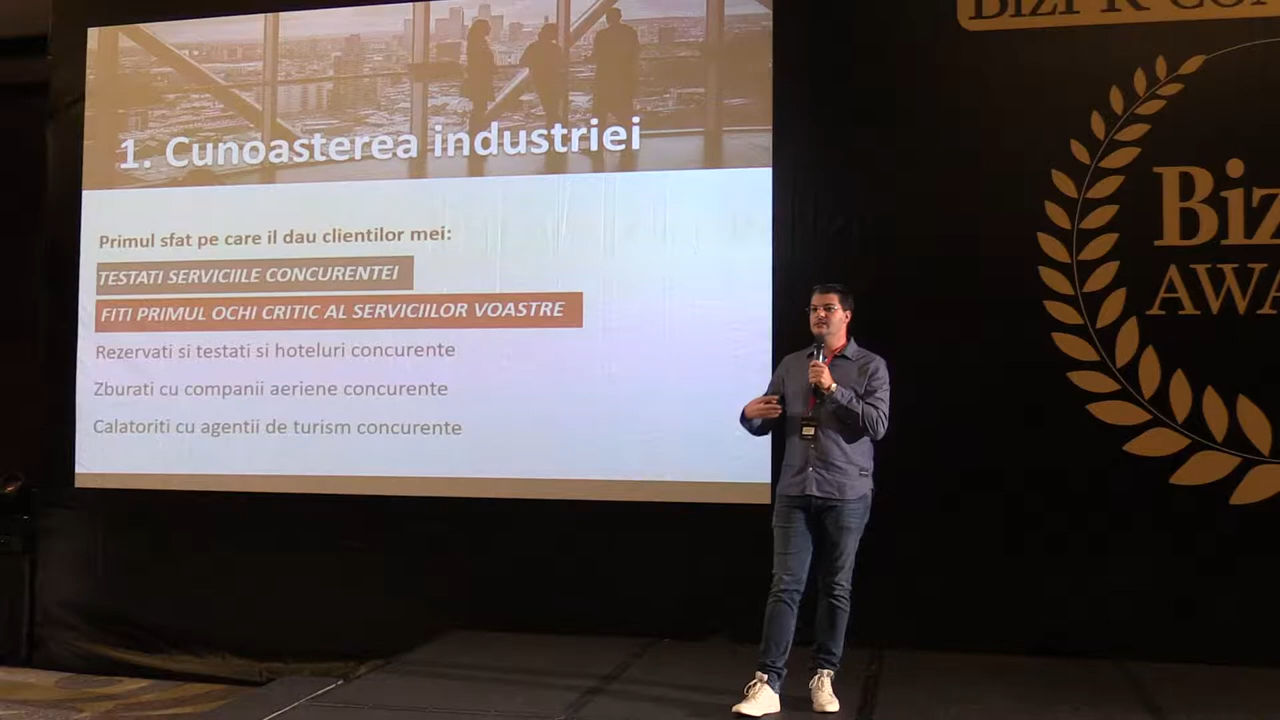 1. Cunoasterea industriei
Primul sfat pe care il dau clientilor mei:
TESTATI SERVICIILE CONCURENTEI
FITI PRIMUL OCHI CRITIC AL SERVICIILOR VOASTRE
Rezervati si testati si hoteluri concurente
Zburati cu companii aeriene concurente
Calatoriti cu agentii de turism concurente
Biz
AWA